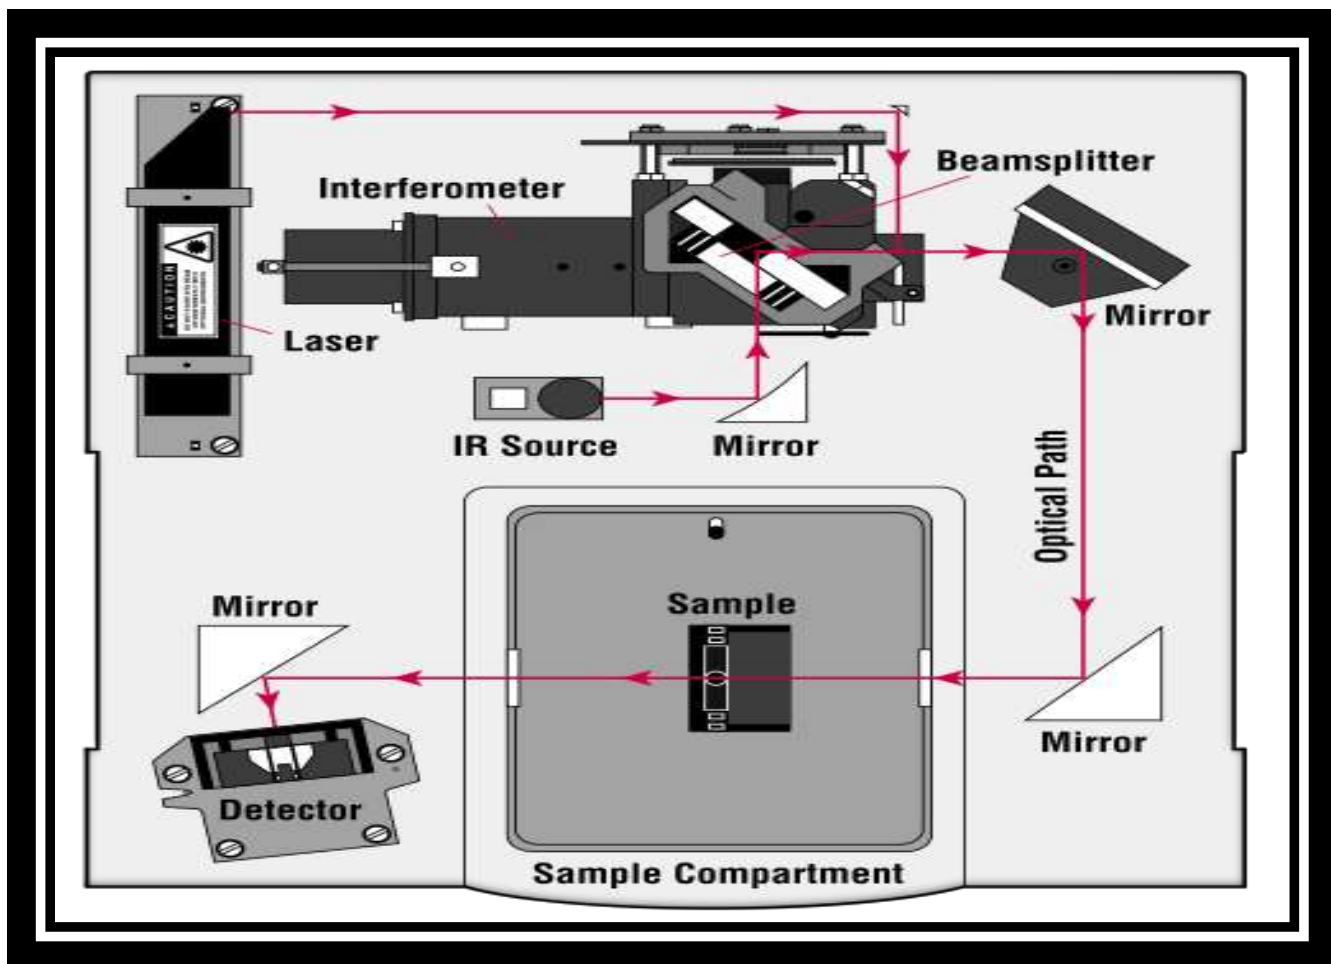 Beamsplitter
Interferometer
CAUTION
Mirror
Laser
IR Source
Mirror
Optical Path
Sample
Mirror
Mirror
Detector
Sample Compartment